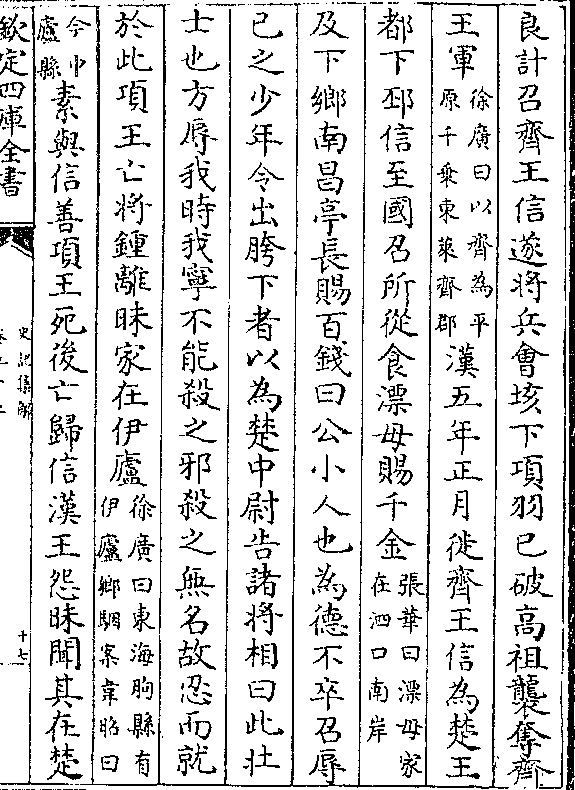 良計召齊王信遂將兵會垓下項羽已破高祖襲奪齊
王軍徐廣曰以齊為平原千乗東萊齊郡漢五年正月徙齊王信為楚王
都下邳信至國召所從食漂母賜千金張華曰漂母家在泗口南岸
及下鄉南昌亭長賜百錢曰公小人也為德不卒召辱
已之少年令出胯下者以為楚中尉告諸將相曰此壮
士也方辱我時我寧不能殺之邪殺之無名故忍而就
於此項王亡將鍾離眛家在伊廬徐廣曰東海朐縣有伊廬鄉駰案韋昭曰
今中廬縣素與信善項王死後亡歸信漢王怨眛聞其在楚
欽定四庫全書
史記集解
十七